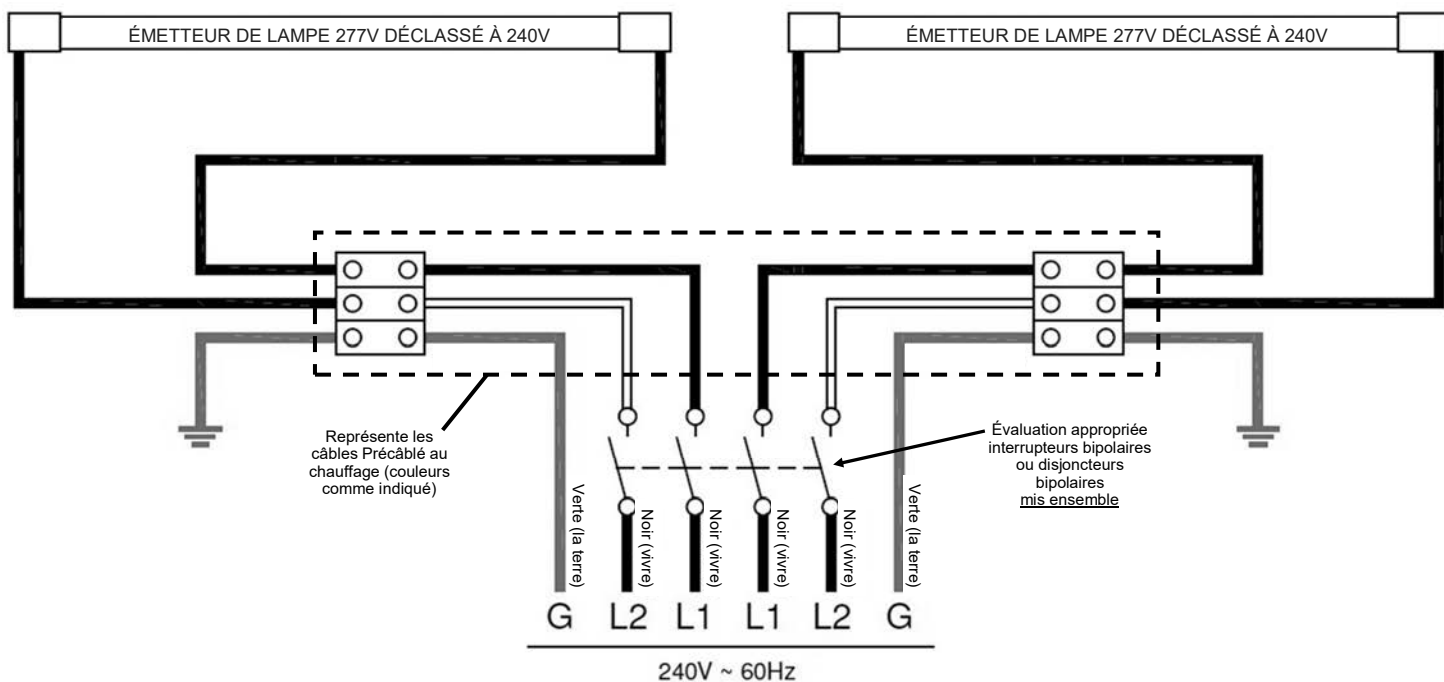 ÉMETTEUR DE LAMPE 277V DÉCLASSÉ À 240V
ÉMETTEUR DE LAMPE 277V DÉCLASSÉ À 240V
Représente les
câbles Précâblé au
chauffage (couleurs
comme indiqué)
Évaluation appropriée
interrupteurs bipolaires
ou disjoncteurs
bipolaires
mis ensemble
Verte (la terre)
Noir (vivre)
Noir (vivre)
Noir (vivre)
Noir (vivre)
Verte (la terre)
G L2 L1 L1 L2 G
240V ~ 60Hz